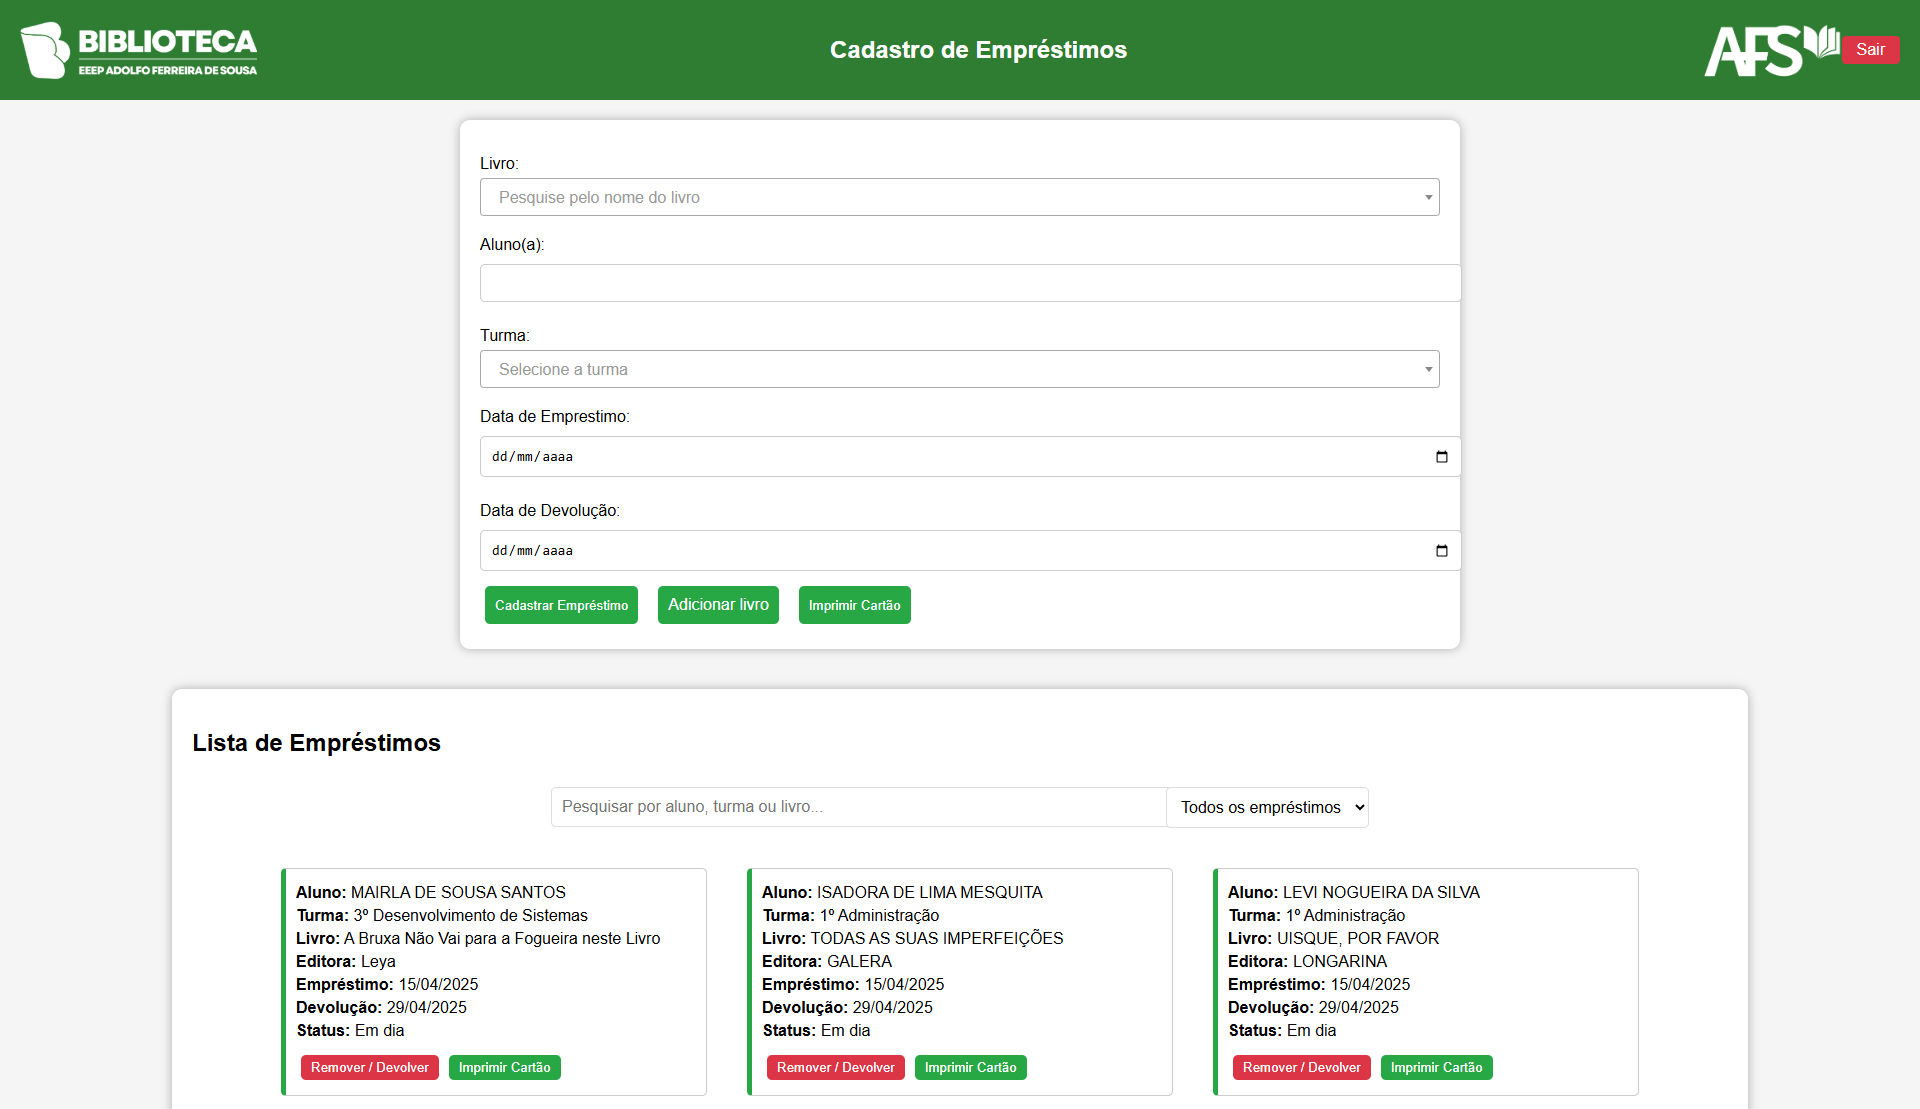 BIBLIOTECA
EEEP ADOLFO FERREIRA DE SOUSA
Cadastro de Empréstimos
AFS
Sair
Livro:
Pesquise pelo nome do livro
Aluno(a):
Turma:
Selecione a turma
Data de Emprestimo:
dd/mm/aaaa
Data de Devolução:
dd/mm/aaaa
Cadastrar Empréstimo Adicionar livro Imprimir Cartão
Lista de Empréstimos
Pesquisar por aluno, turma ou livro... Todos os empréstimos
Aluno: MAIRLA DE SOUSA SANTOS
Turma: 3º Desenvolvimento de Sistemas
Livro: A Bruxa Não Vai para a Fogueira neste Livro
Editora: Leya
Empréstimo: 15/04/2025
Devolução: 29/04/2025
Status: Em dia
Remover / Devolver Imprimir Cartão
Aluno: ISADORA DE LIMA MESQUITA
Turma: 1º Administração
Livro: TODAS AS SUAS IMPERFEIÇÕES
Editora: GALERA
Empréstimo: 15/04/2025
Devolução: 29/04/2025
Status: Em dia
Remover / Devolver Imprimir Cartão
Aluno: LEVI NOGUEIRA DA SILVA
Turma: 1º Administração
Livro: UISQUE, POR FAVOR
Editora: LONGARINA
Empréstimo: 15/04/2025
Devolução: 29/04/2025
Status: Em dia
Remover / Devolver Imprimir Cartão